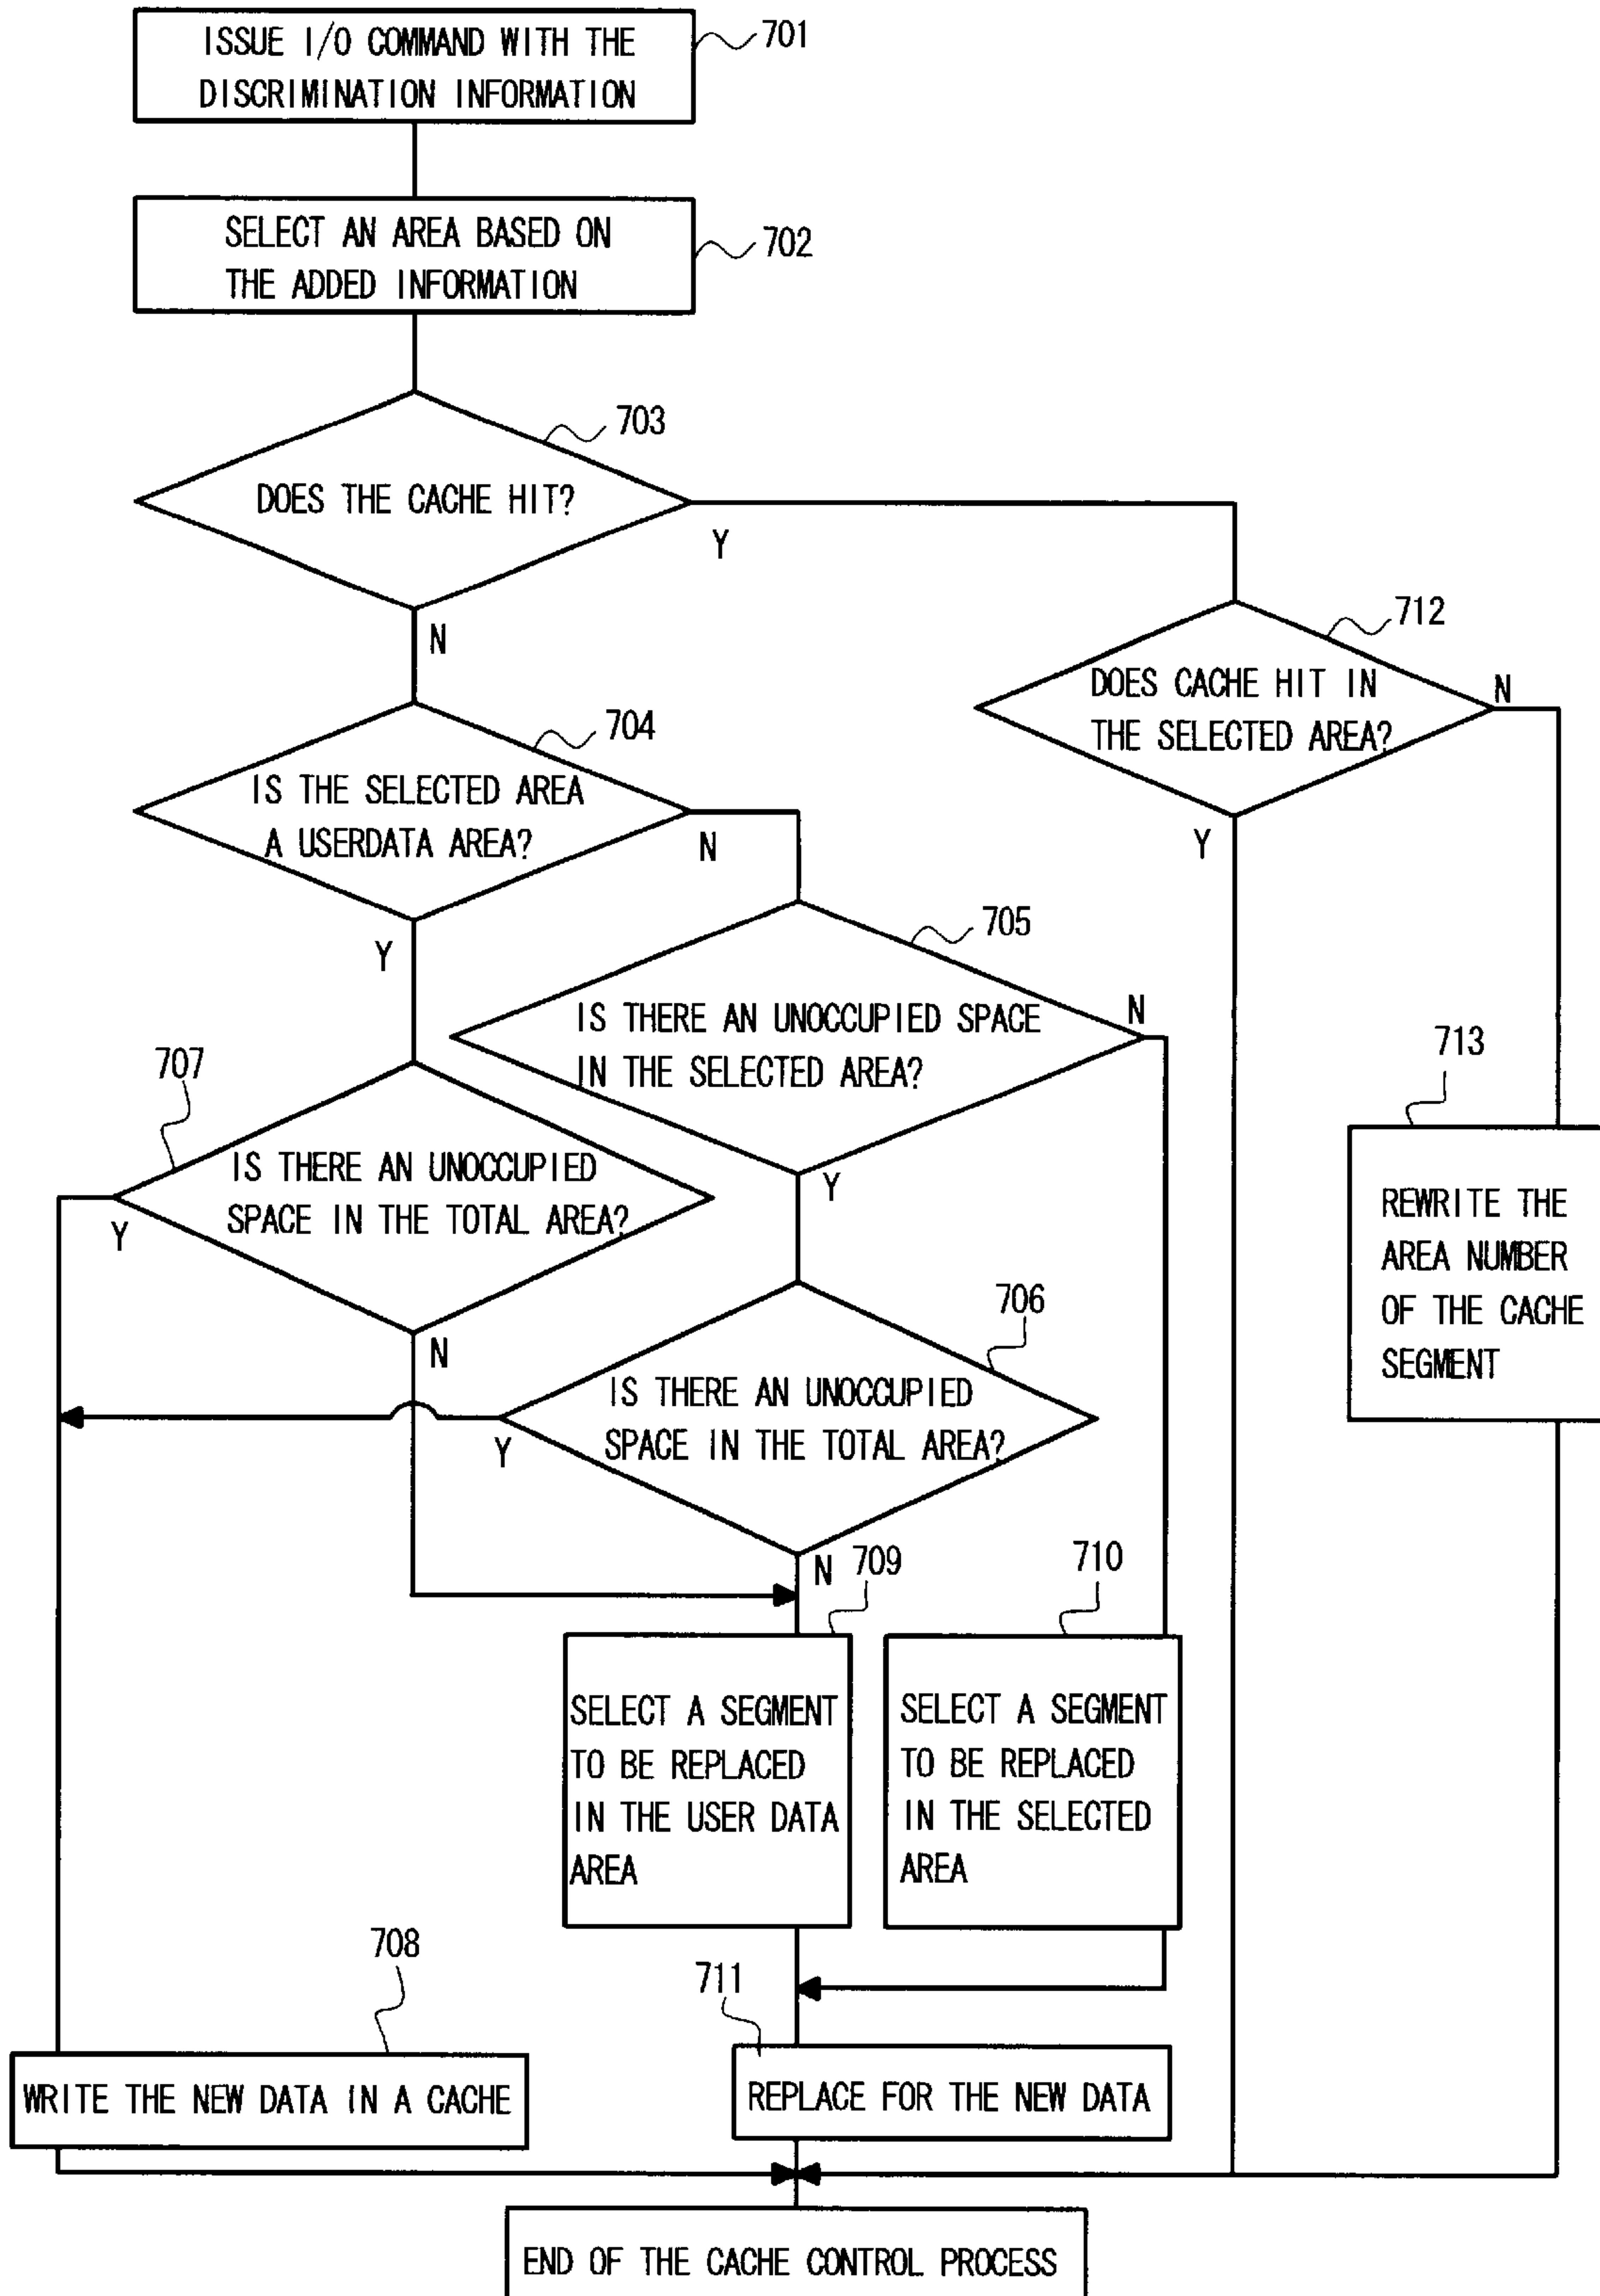 ISSUE I/O COMMAND WITH THE
DISCRIMINATION INFORMATION
701
SELECT AN AREA BASED ON
THE ADDED INFORMATION
702
703
DOES THE CACHE HIT?
Y
N
712
DOES CACHE HIT IN
THE SELECTED AREA?
N
Y
704
IS THE SELECTED AREA
A USERDATA AREA?
N
Y
705
IS THERE AN UNOCCUPIED SPACE
IN THE SELECTED AREA?
N
Y
707
IS THERE AN UNOCCUPIED
SPACE IN THE TOTAL AREA?
Y
N
713
REWRITE THE
AREA NUMBER
OF THE CACHE
SEGMENT
706
IS THERE AN UNOCCUPIED
SPACE IN THE TOTAL AREA?
Y
N
709
SELECT A SEGMENT
TO BE REPLACED
IN THE USER DATA
AREA
710
SELECT A SEGMENT
TO BE REPLACED
IN THE SELECTED
AREA
708
WRITE THE NEW DATA IN A CACHE
711
REPLACE FOR THE NEW DATA
END OF THE CACHE CONTROL PROCESS